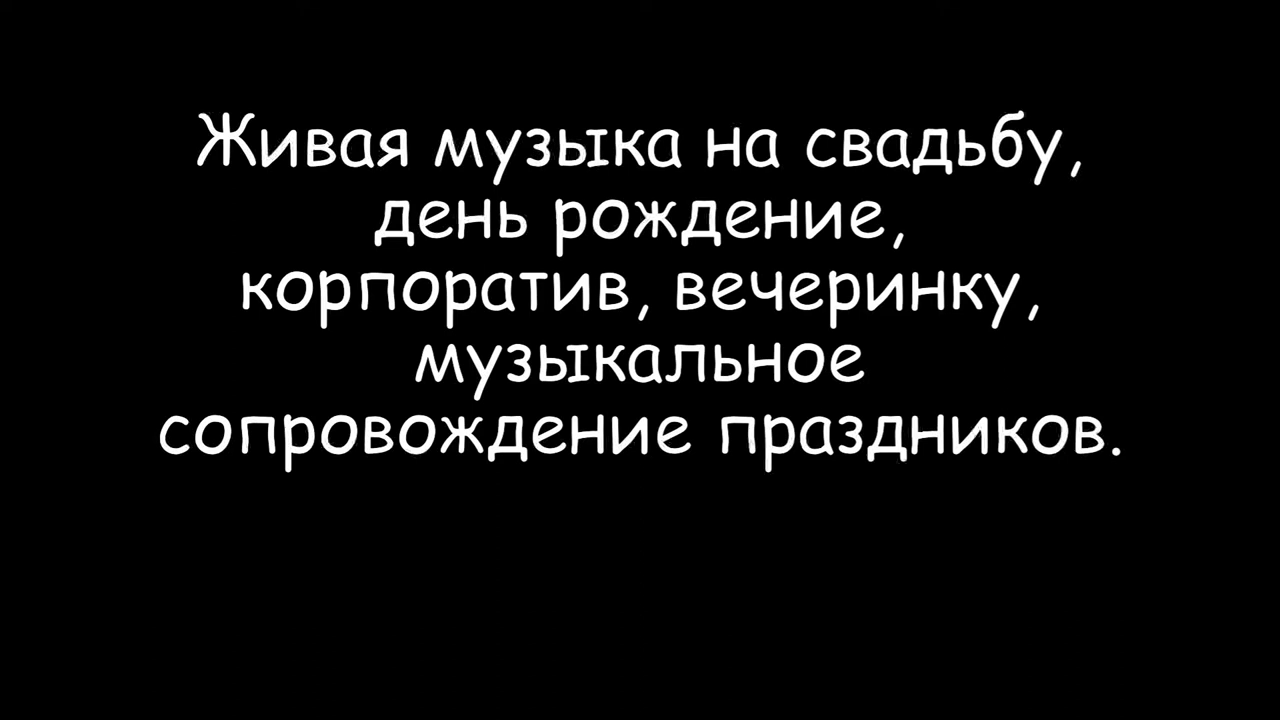 Живая музыка на свадьбу,
день рождение,
корпоратив, вечеринку,
музыкальное
сопровождение праздников.